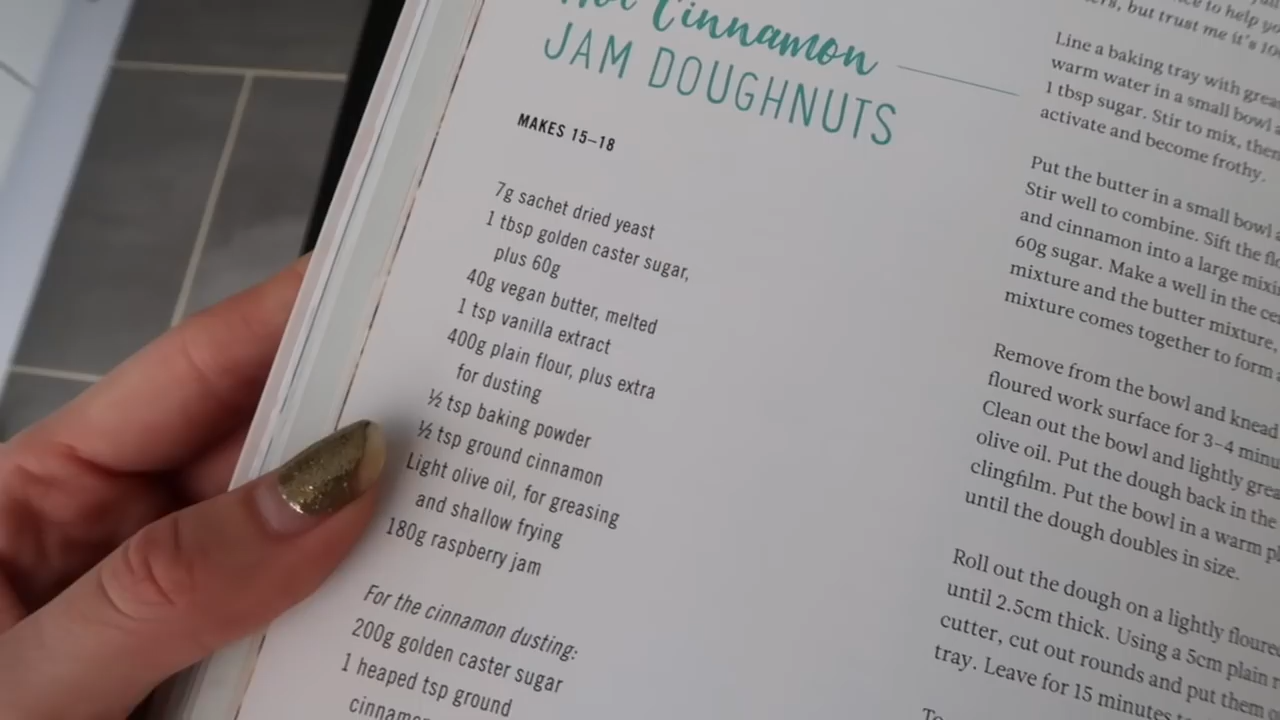 Hot Cinnamon
JAM DOUGHNUTS
MAKES 15–18
7g sachet dried yeast
1 tbsp golden caster sugar,
plus 60g
40g vegan butter, melted
1 tsp vanilla extract
400g plain flour, plus extra
for dusting
½ tsp baking powder
½ tsp ground cinnamon
Light olive oil, for greasing
and shallow frying
180g raspberry jam
For the cinnamon dusting:
200g golden caster sugar
1 heaped tsp ground
to help
but trust me it's
Line a baking tray with
warm water in a small bowl
1 tbsp sugar. Stir to mix, then
activate and become frothy.
Put the butter in a small bowl
Stir well to combine. Sift the
and cinnamon into a large
60g sugar. Make a well in the
mixture and the butter mixture,
mixture comes together to form
Remove from the bowl and knead
floured work surface for 3–4
Clean out the bowl and lightly
olive oil. Put the dough back in the
clingfilm. Put the bowl in a warm
until the dough doubles in size.
Roll out the dough on a lightly
until 2.5cm thick. Using a 5cm plain
cutter, cut out rounds and put them
tray. Leave for 15 minutes